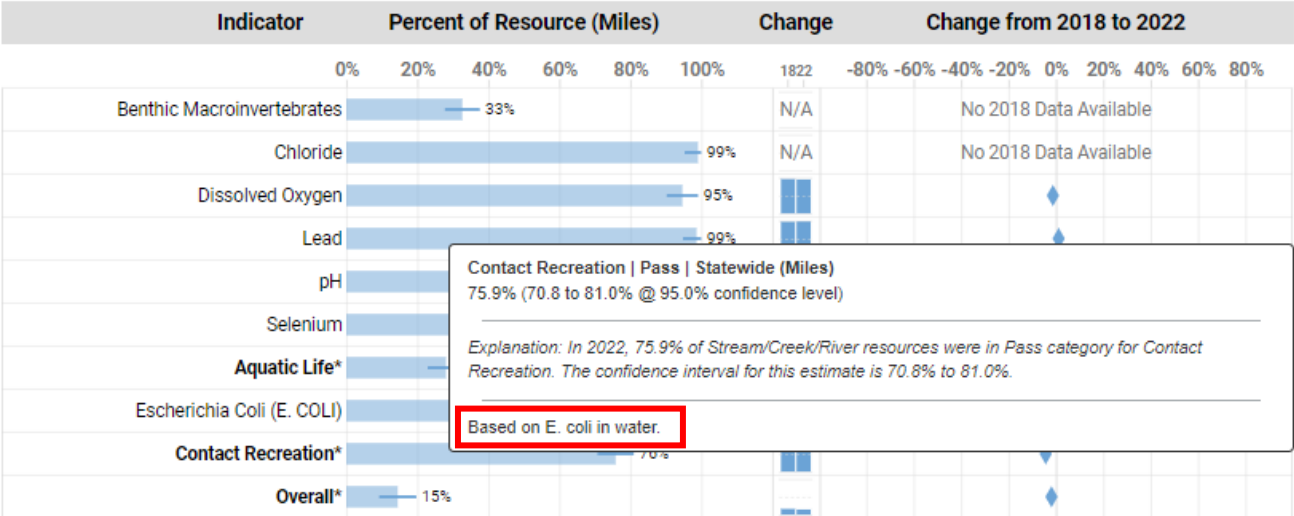 Indicator Percent of Resource (Miles) Change Change from 2018 to 2022
0% 20% 40% 60% 80% 100% 1822 -80% -60% -40% -20% 0% 20% 40% 60% 80%
Benthic Macroinvertebrates 33% N/A No 2018 Data Available
Chloride 99% N/A No 2018 Data Available
Dissolved Oxygen 95%
Lead 99%
pH
Selenium
Aquatic Life*
Escherichia Coli (E. COLI)
Contact Recreation* 76%
Overall* 15%
Contact Recreation | Pass | Statewide (Miles)
75.9% (70.8 to 81.0% @ 95.0% confidence level)
Explanation: In 2022, 75.9% of Stream/Creek/River resources were in Pass category for Contact
Recreation. The confidence interval for this estimate is 70.8% to 81.0%.
Based on E. coli in water.